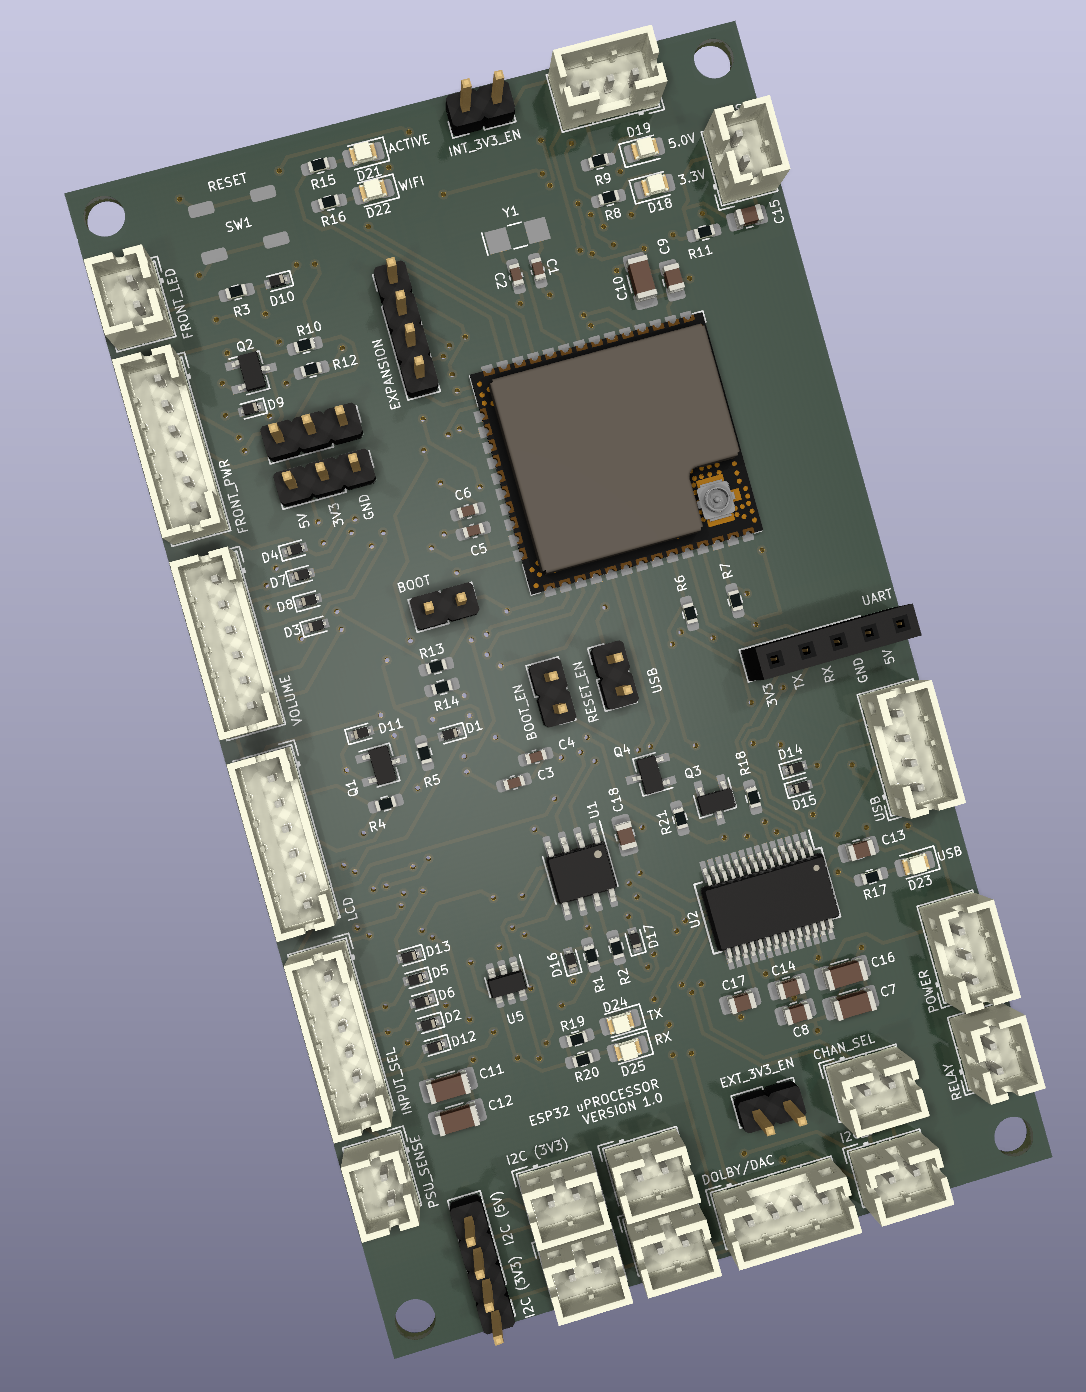 RESET
SW1
R15
R16
ACTIVE
D21
WIFI
D22
INT_3V3_EN
D19
5.0V
R9
3.3V
R8
D18
C15
R11
Y1
C2
C1
C10
C9
FRONT_LED
R3
D10
Q2
R10
R12
D9
EXPANSION
FRONT_PWR
5V
3V3
GND
C6
C5
D4
D7
D8
D3
BOOT
R6
R7
UART
3V3
TX
RX
GND
5V
VOLUME
R13
R14
BOOT_EN
RESET_EN
USB
D11
D1
Q1
R5
R4
C4
C3
Q4
Q3
R18
D14
D15
R21
U1
C18
USB
C13
R17
D23
USB
LCD
U2
D13
D5
D6
D2
D12
U5
D16
R1
R2
D17
C17
C14
C16
C8
C7
POWER
R19
R20
D24
TX
D25
RX
C11
C12
INPUT_SEL
ESP32 uPROCESSOR
VERSION 1.0
EXT_3V3_EN
CHAN_SEL
RELAY
PSU_SENSE
I2C (3V3)
I2C (5V)
I2C (3V3)
DOLBY/DAC